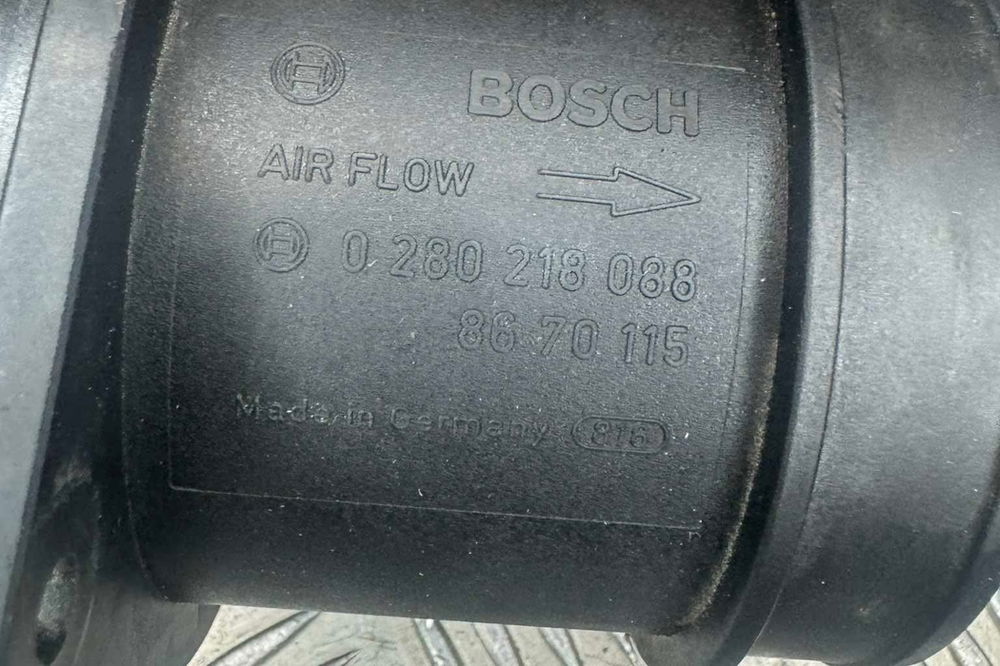 BOSCH
AIR FLOW
0 280 218 088
86 70 115
Made in Germany 816